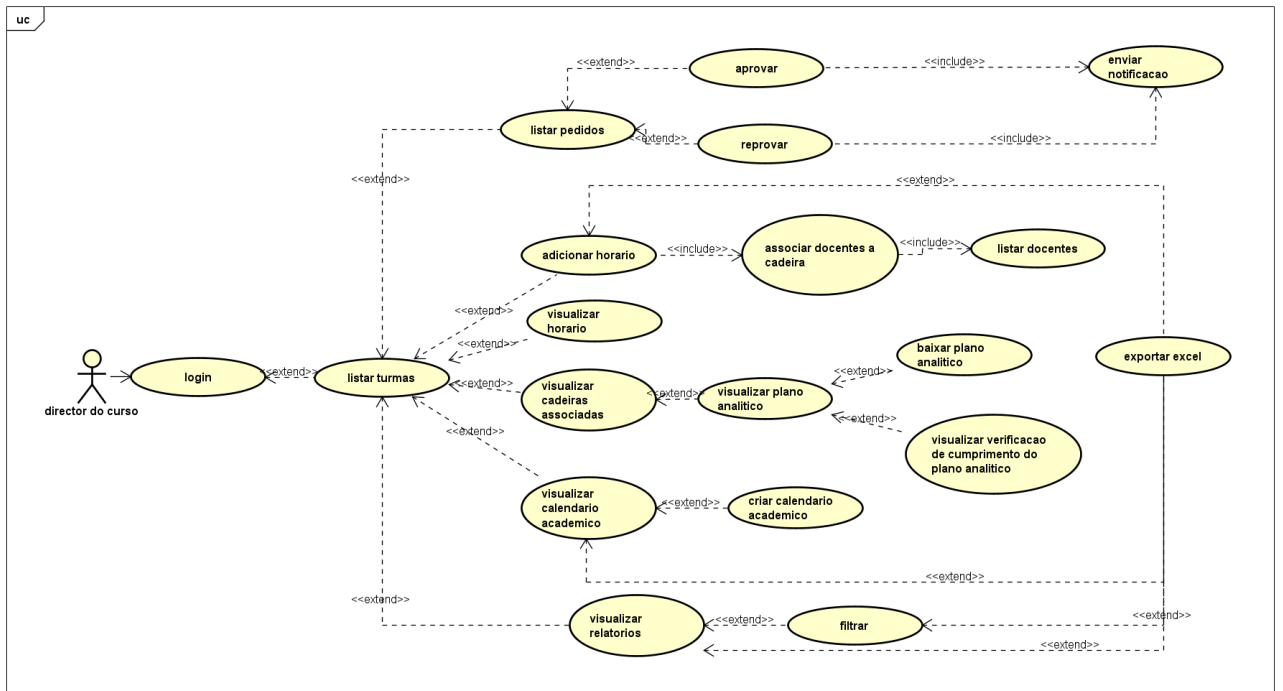 uc
<<extend>>
aprovar
<<include>>
enviar
notificacao
listar pedidos
<<extend>>
reprovar
<<include>>
<<extend>>
<<extend>>
adicionar horario
<<include>>
associar docentes a
cadeira
<<include>>
listar docentes
<<extend>>
visualizar
horario
<<extend>>
baixar plano
analitico
exportar excel
director do curso
login
<<extend>>
listar turmas
<<extend>>
visualizar
cadeiras
associadas
<<extend>>
visualizar plano
analitico
<<extend>>
<<extend>>
visualizar verificacao
de cumprimento do
plano analitico
<<extend>>
visualizar
calendario
academico
<<extend>>
criar calendario
academico
<<extend>>
<<extend>>
visualizar
relatorios
<<extend>>
filtrar
<<extend>>
<<extend>>